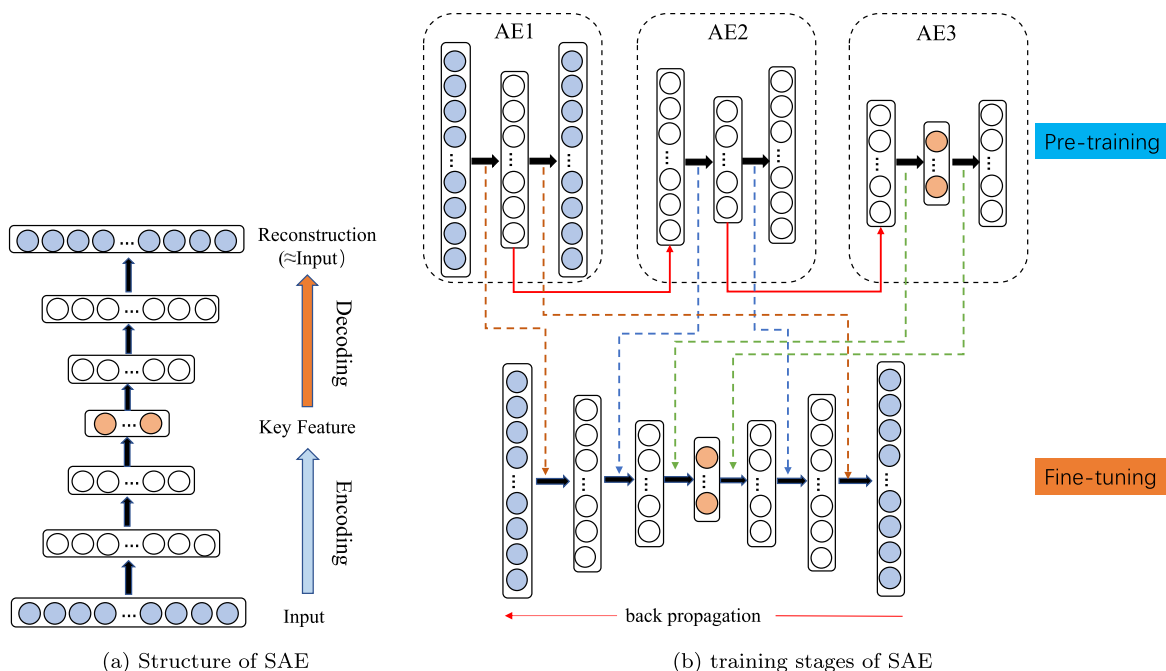 AE1
AE2
AE3
Pre-training
Reconstruction
(≈Input)
Decoding
Key Feature
Encoding
Input
Fine-tuning
back propagation
(a) Structure of SAE
(b) training stages of SAE